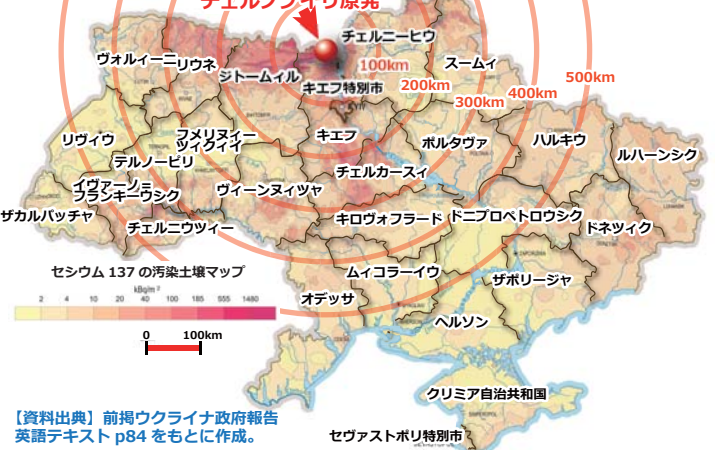 チェルノブイリ原発
チェルニーヒウ
ヴォルィーニ
リウネ
スームィ
100km
ジトームィル
キエフ特別市
500km
200km
400km
300km
リヴィウ
フメリヌィー
ツィクィイ
キエフ
ポルタヴァ
ハルキウ
ルハーンシク
テルノーピリ
チェルカースィ
イヴァーノ=
フランキーウシク
ヴィーンヌィツャ
ザカルパッチャ
チェルニウツィー
キロヴォフラード
ドニプロペトロウシク
ドネツィク
セシウム 137 の汚染土壌マップ
ムィコラーイウ
ザポリージャ
kBq/m²
2 4 10 20 40 100 185 555 1480
オデッサ
ヘルソン
0 100km
クリミア自治共和国
【資料出典】前掲ウクライナ政府報告
英語テキスト p84 をもとに作成。
セヴァストポリ特別市